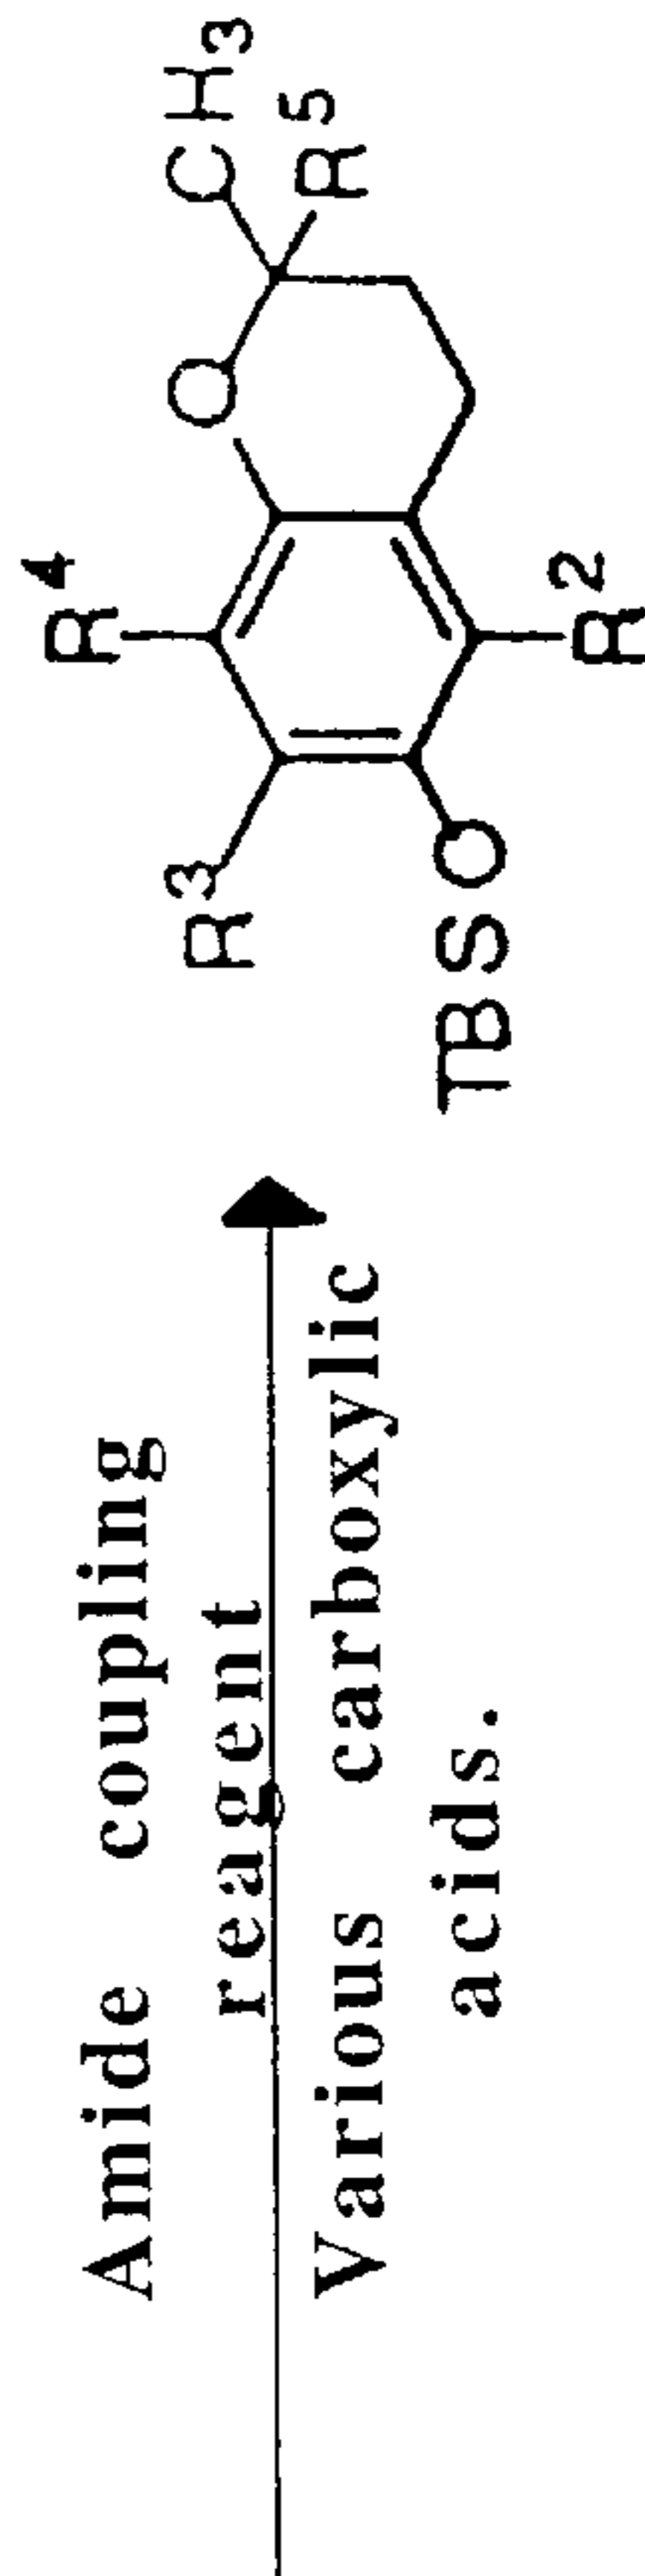 Amide coupling
reagent
Various carboxylic
acids.
R⁴
R³
O
CH₃
R⁵
TBSO
R²